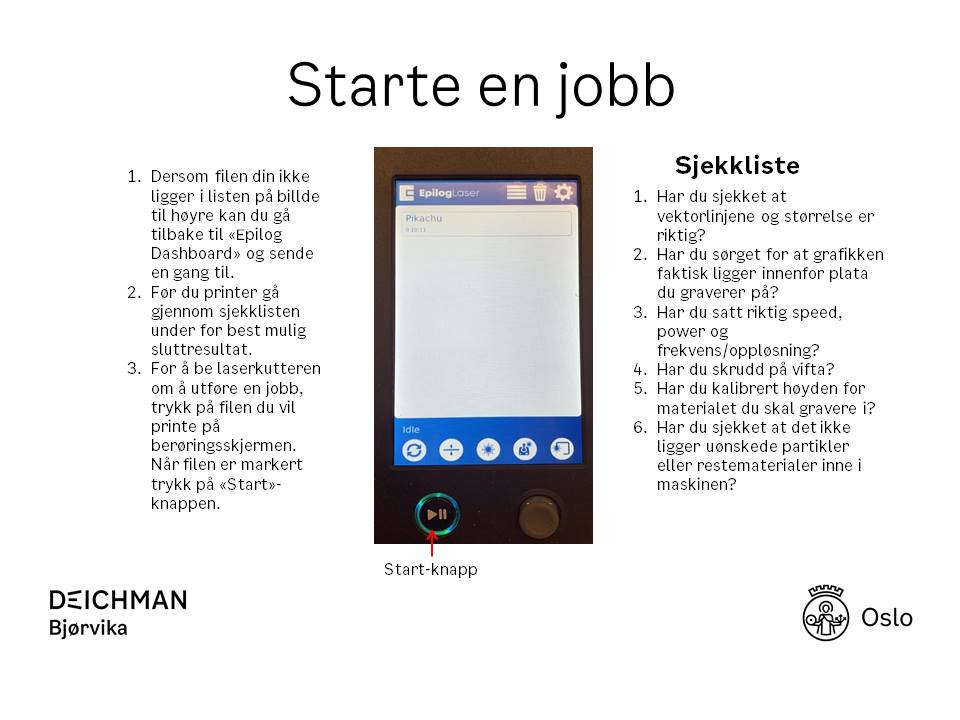 Starte en jobb
1. Dersom filen din ikke
ligger i listen på billde
til høyre kan du gå
tilbake til «Epilog
Dashboard» og sende
en gang til.
2. Før du printer gå
gjennom sjekklisten
under for best mulig
sluttresultat.
3. For å be laserkutteren
om å utføre en jobb,
trykk på filen du vil
printe på
berøringsskjermen.
Når filen er markert
trykk på «Start»-
knappen.
EpilogLaser
Pikachu
0:10:11
Idle
Start-knapp
Sjekkliste
1. Har du sjekket at
vektorlinjene og størrelse er
riktig?
2. Har du sørget for at grafikken
faktisk ligger innenfor plata
du graverer på?
3. Har du satt riktig speed,
power og
frekvens/oppløsning?
4. Har du skrudd på vifta?
5. Har du kalibrert høyden for
materialet du skal gravere i?
6. Har du sjekket at det ikke
ligger uønskede partikler
eller restematerialer inne i
maskinen?
DEICHMAN
Bjørvika
Oslo